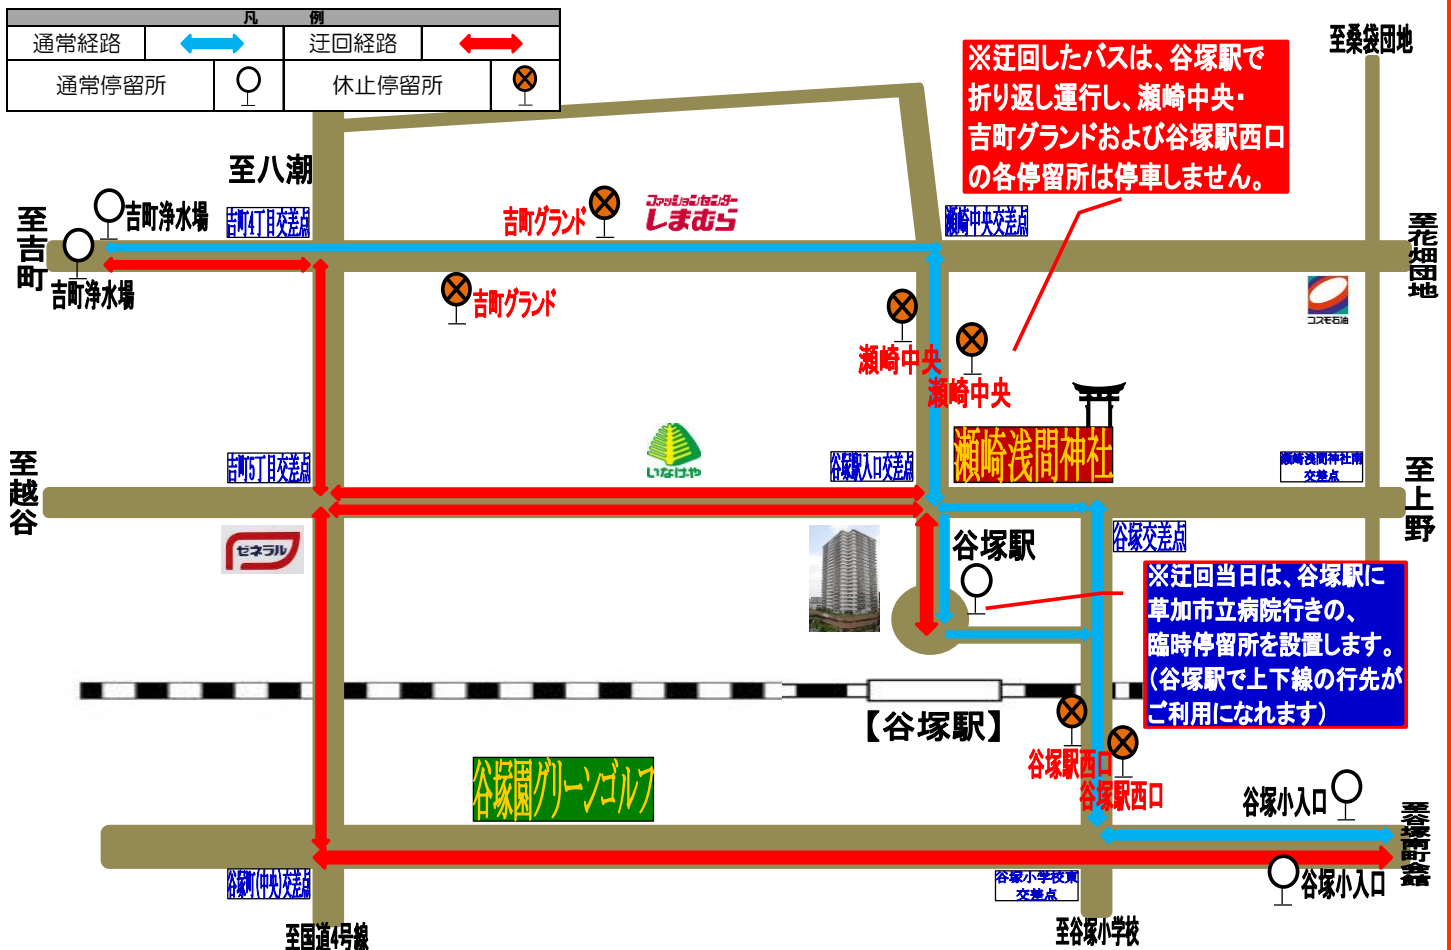 凡 例
通常経路
迂回経路
通常停留所
休止停留所
至桑袋団地
※迂回したバスは、谷塚駅で
折り返し運行し、瀬崎中央・
吉町グランドおよび谷塚駅西口
の各停留所は停車しません。
至八潮
至吉町
吉町浄水場
吉町4丁目交差点
吉町グランド
ファッションセンター
しまむら
瀬崎中央交差点
至花畑団地
吉町浄水場
吉町グランド
コスモ石油
瀬崎中央
瀬崎中央
至越谷
吉町5丁目交差点
いなげや
谷塚駅入口交差点
瀬崎浅間神社
瀬崎浅間神社南
交差点
至上野
ゼネラル
谷塚駅
谷塚交差点
※迂回当日は、谷塚駅に
草加市立病院行きの、
臨時停留所を設置します。
(谷塚駅で上下線の行先が
ご利用になれます)
【谷塚駅】
谷塚園グリーンゴルフ
谷塚駅西口
谷塚駅西口
谷塚小入口
至谷塚南町会館
谷塚町(中央)交差点
谷塚小学校東
交差点
谷塚小入口
至国道4号線
至谷塚小学校